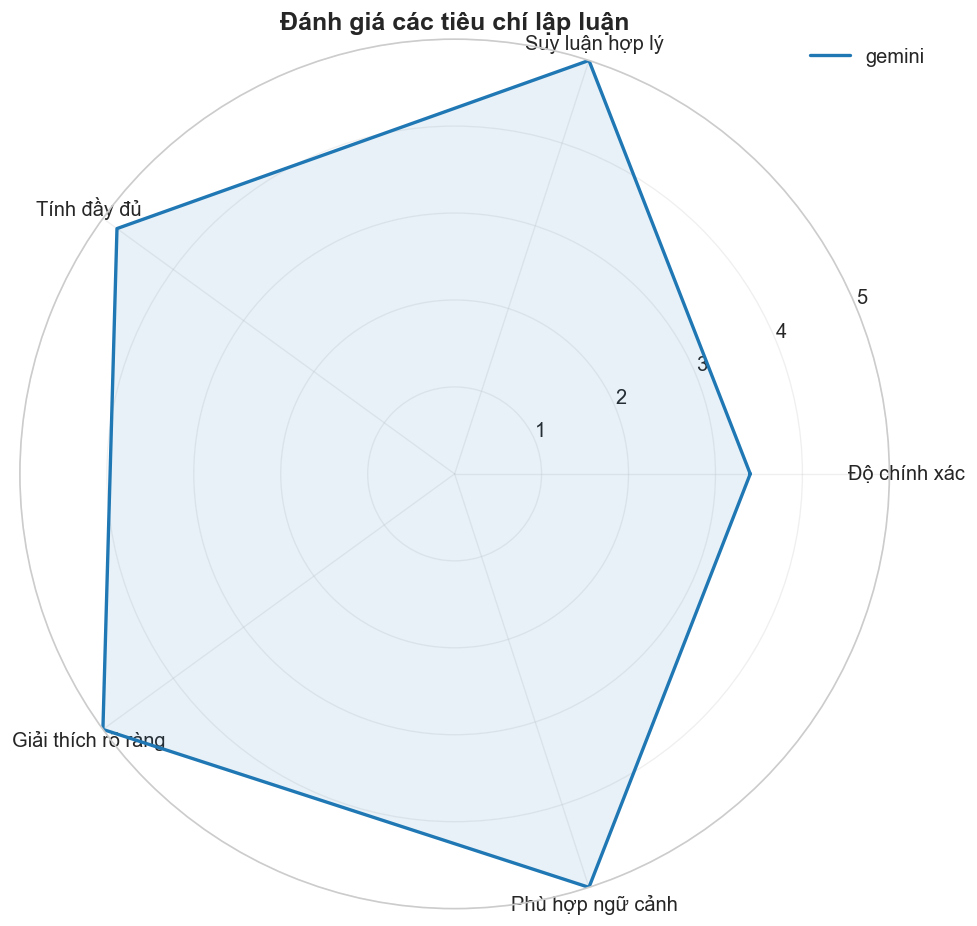 Đánh giá các tiêu chí lập luận
Suy luận hợp lý
gemini
Tính đầy đủ
5
4
3
2
1
Độ chính xác
Giải thích rõ ràng
Phù hợp ngữ cảnh